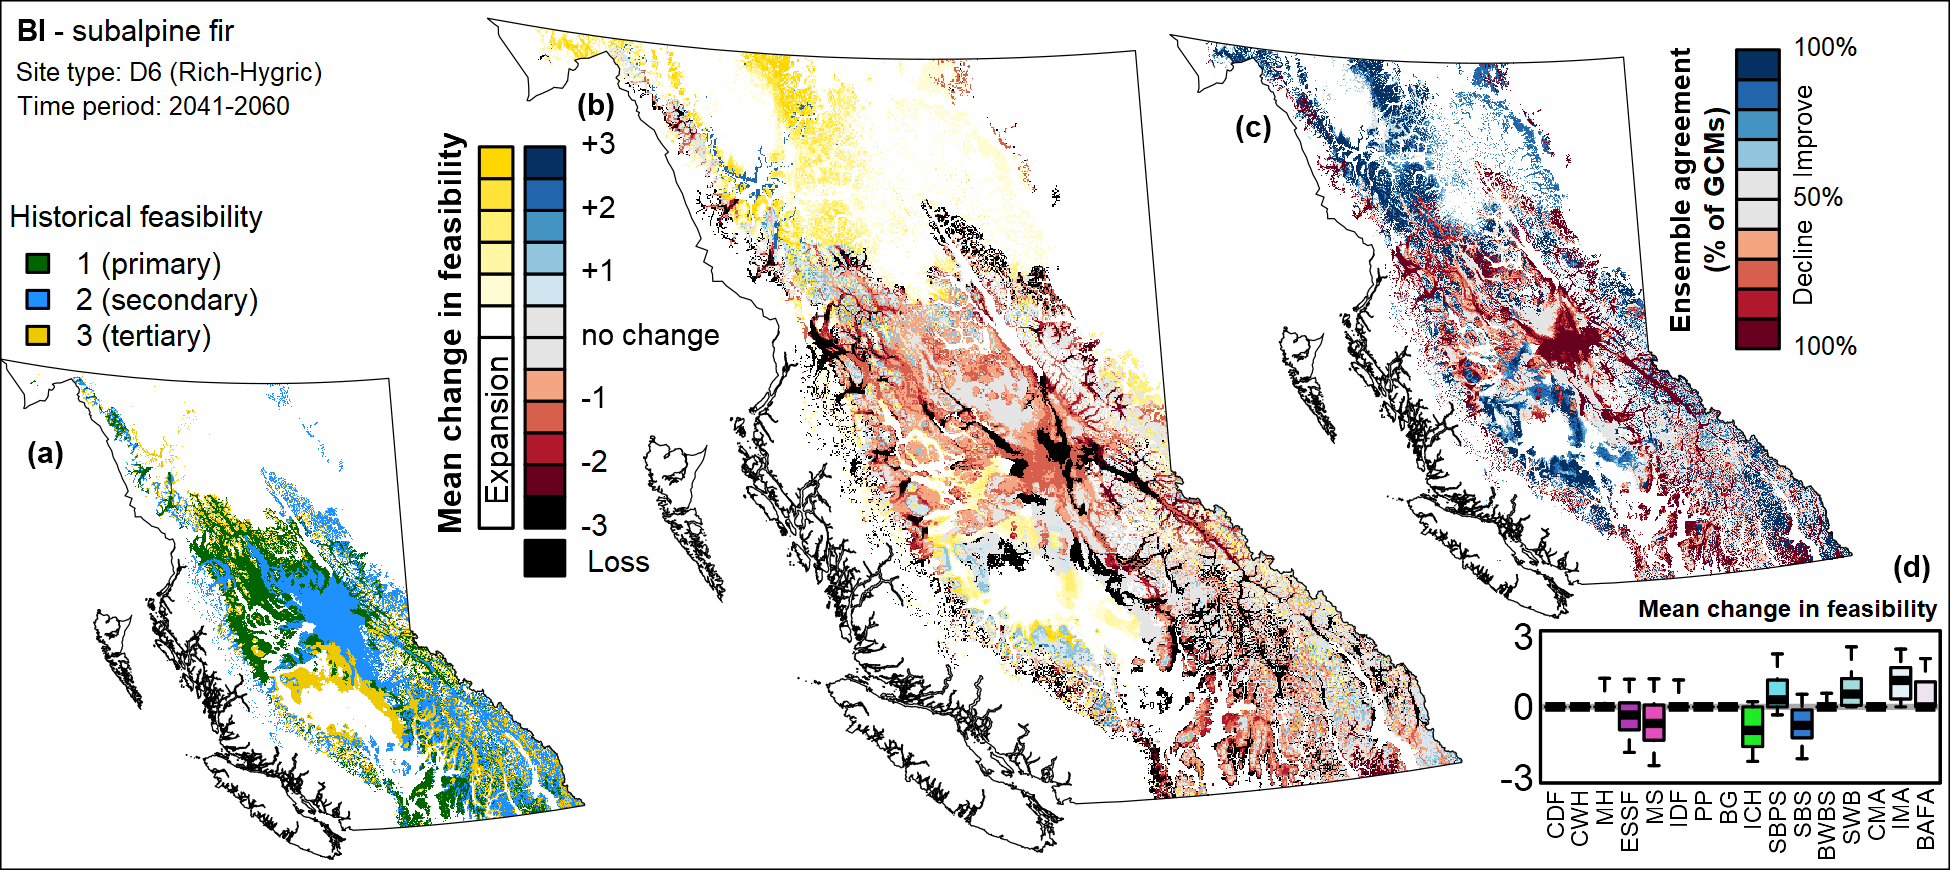 Bl - subalpine fir
Site type: D6 (Rich-Hygric)
Time period: 2041-2060
Historical feasibility
1 (primary)
2 (secondary)
3 (tertiary)
(a)
(b)
Mean change in feasibility
Expansion
+3
+2
+1
no change
-1
-2
-3
Loss
(c)
Ensemble agreement
(% of GCMs)
100%
Improve
50%
Decline
100%
(d)
Mean change in feasibility
3
0
-3
CDF
CWH
MH
ESSF
MS
IDF
PP
BG
ICH
SBPS
SBS
BWBS
SWB
CMA
IMA
BAFA